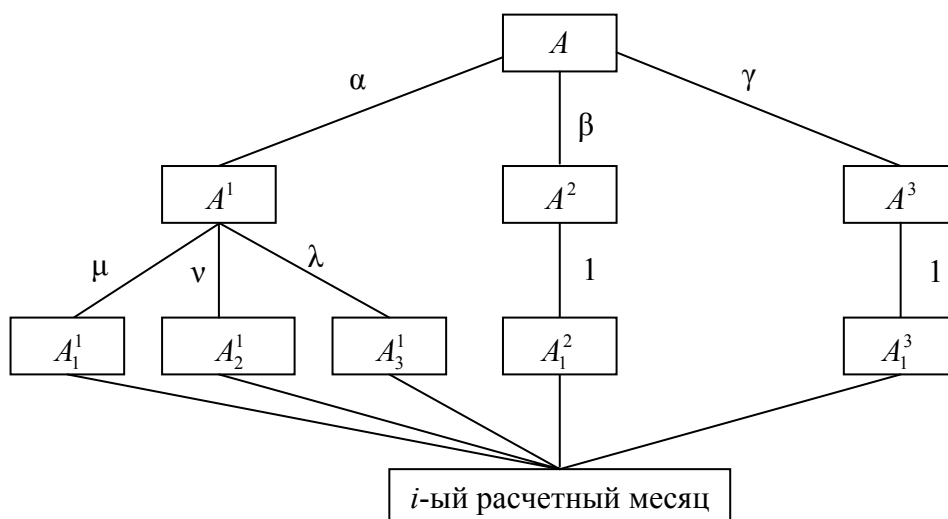 A
α
β
γ
A¹
A²
A³
μ
ν
λ
1
1
A₁¹
A₂¹
A₃¹
A₁²
A₁³
i-ый расчетный месяц